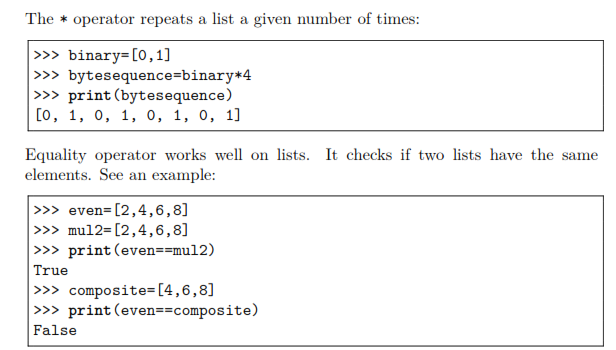 The * operator repeats a list a given number of times:
>>> binary=[0,1]
>>> bytesequence=binary*4
>>> print(bytesequence)
[0, 1, 0, 1, 0, 1, 0, 1]
Equality operator works well on lists. It checks if two lists have the same
elements. See an example:
>>> even=[2,4,6,8]
>>> mul2=[2,4,6,8]
>>> print(even==mul2)
True
>>> composite=[4,6,8]
>>> print(even==composite)
False